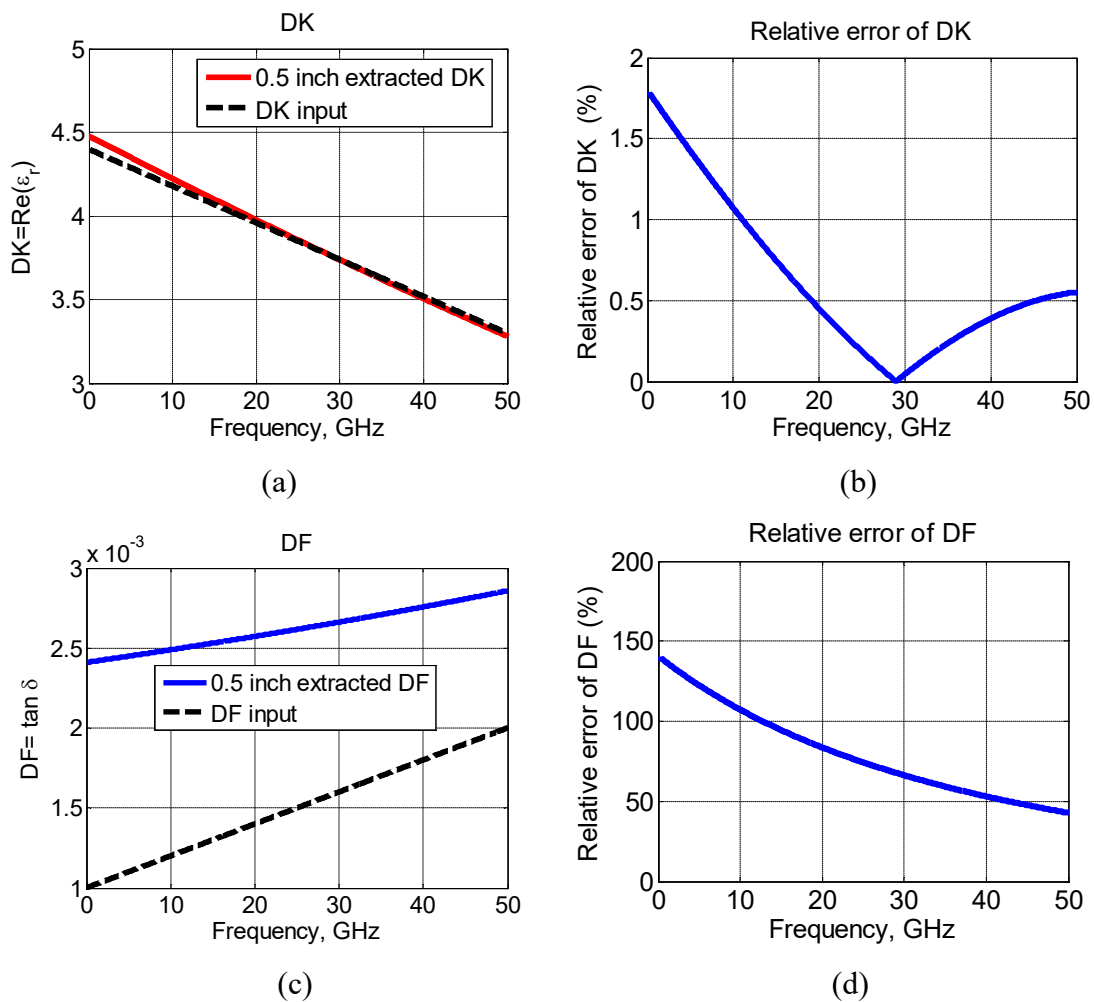 DK
5
4.5
4
3.5
3
DK=Re(εr)
0.5 inch extracted DK
DK input
0 10 20 30 40 50
Frequency, GHz
(a)
Relative error of DK
2
1.5
1
0.5
0
Relative error of DK (%)
0 10 20 30 40 50
Frequency, GHz
(b)
DF
x 10-3
3
2.5
2
1.5
1
DF= tan δ
0.5 inch extracted DF
DF input
0 10 20 30 40 50
Frequency, GHz
(c)
Relative error of DF
200
150
100
50
0
Relative error of DF (%)
0 10 20 30 40 50
Frequency, GHz
(d)